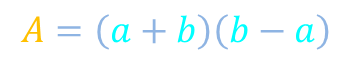 A = (a + b)(b − a)